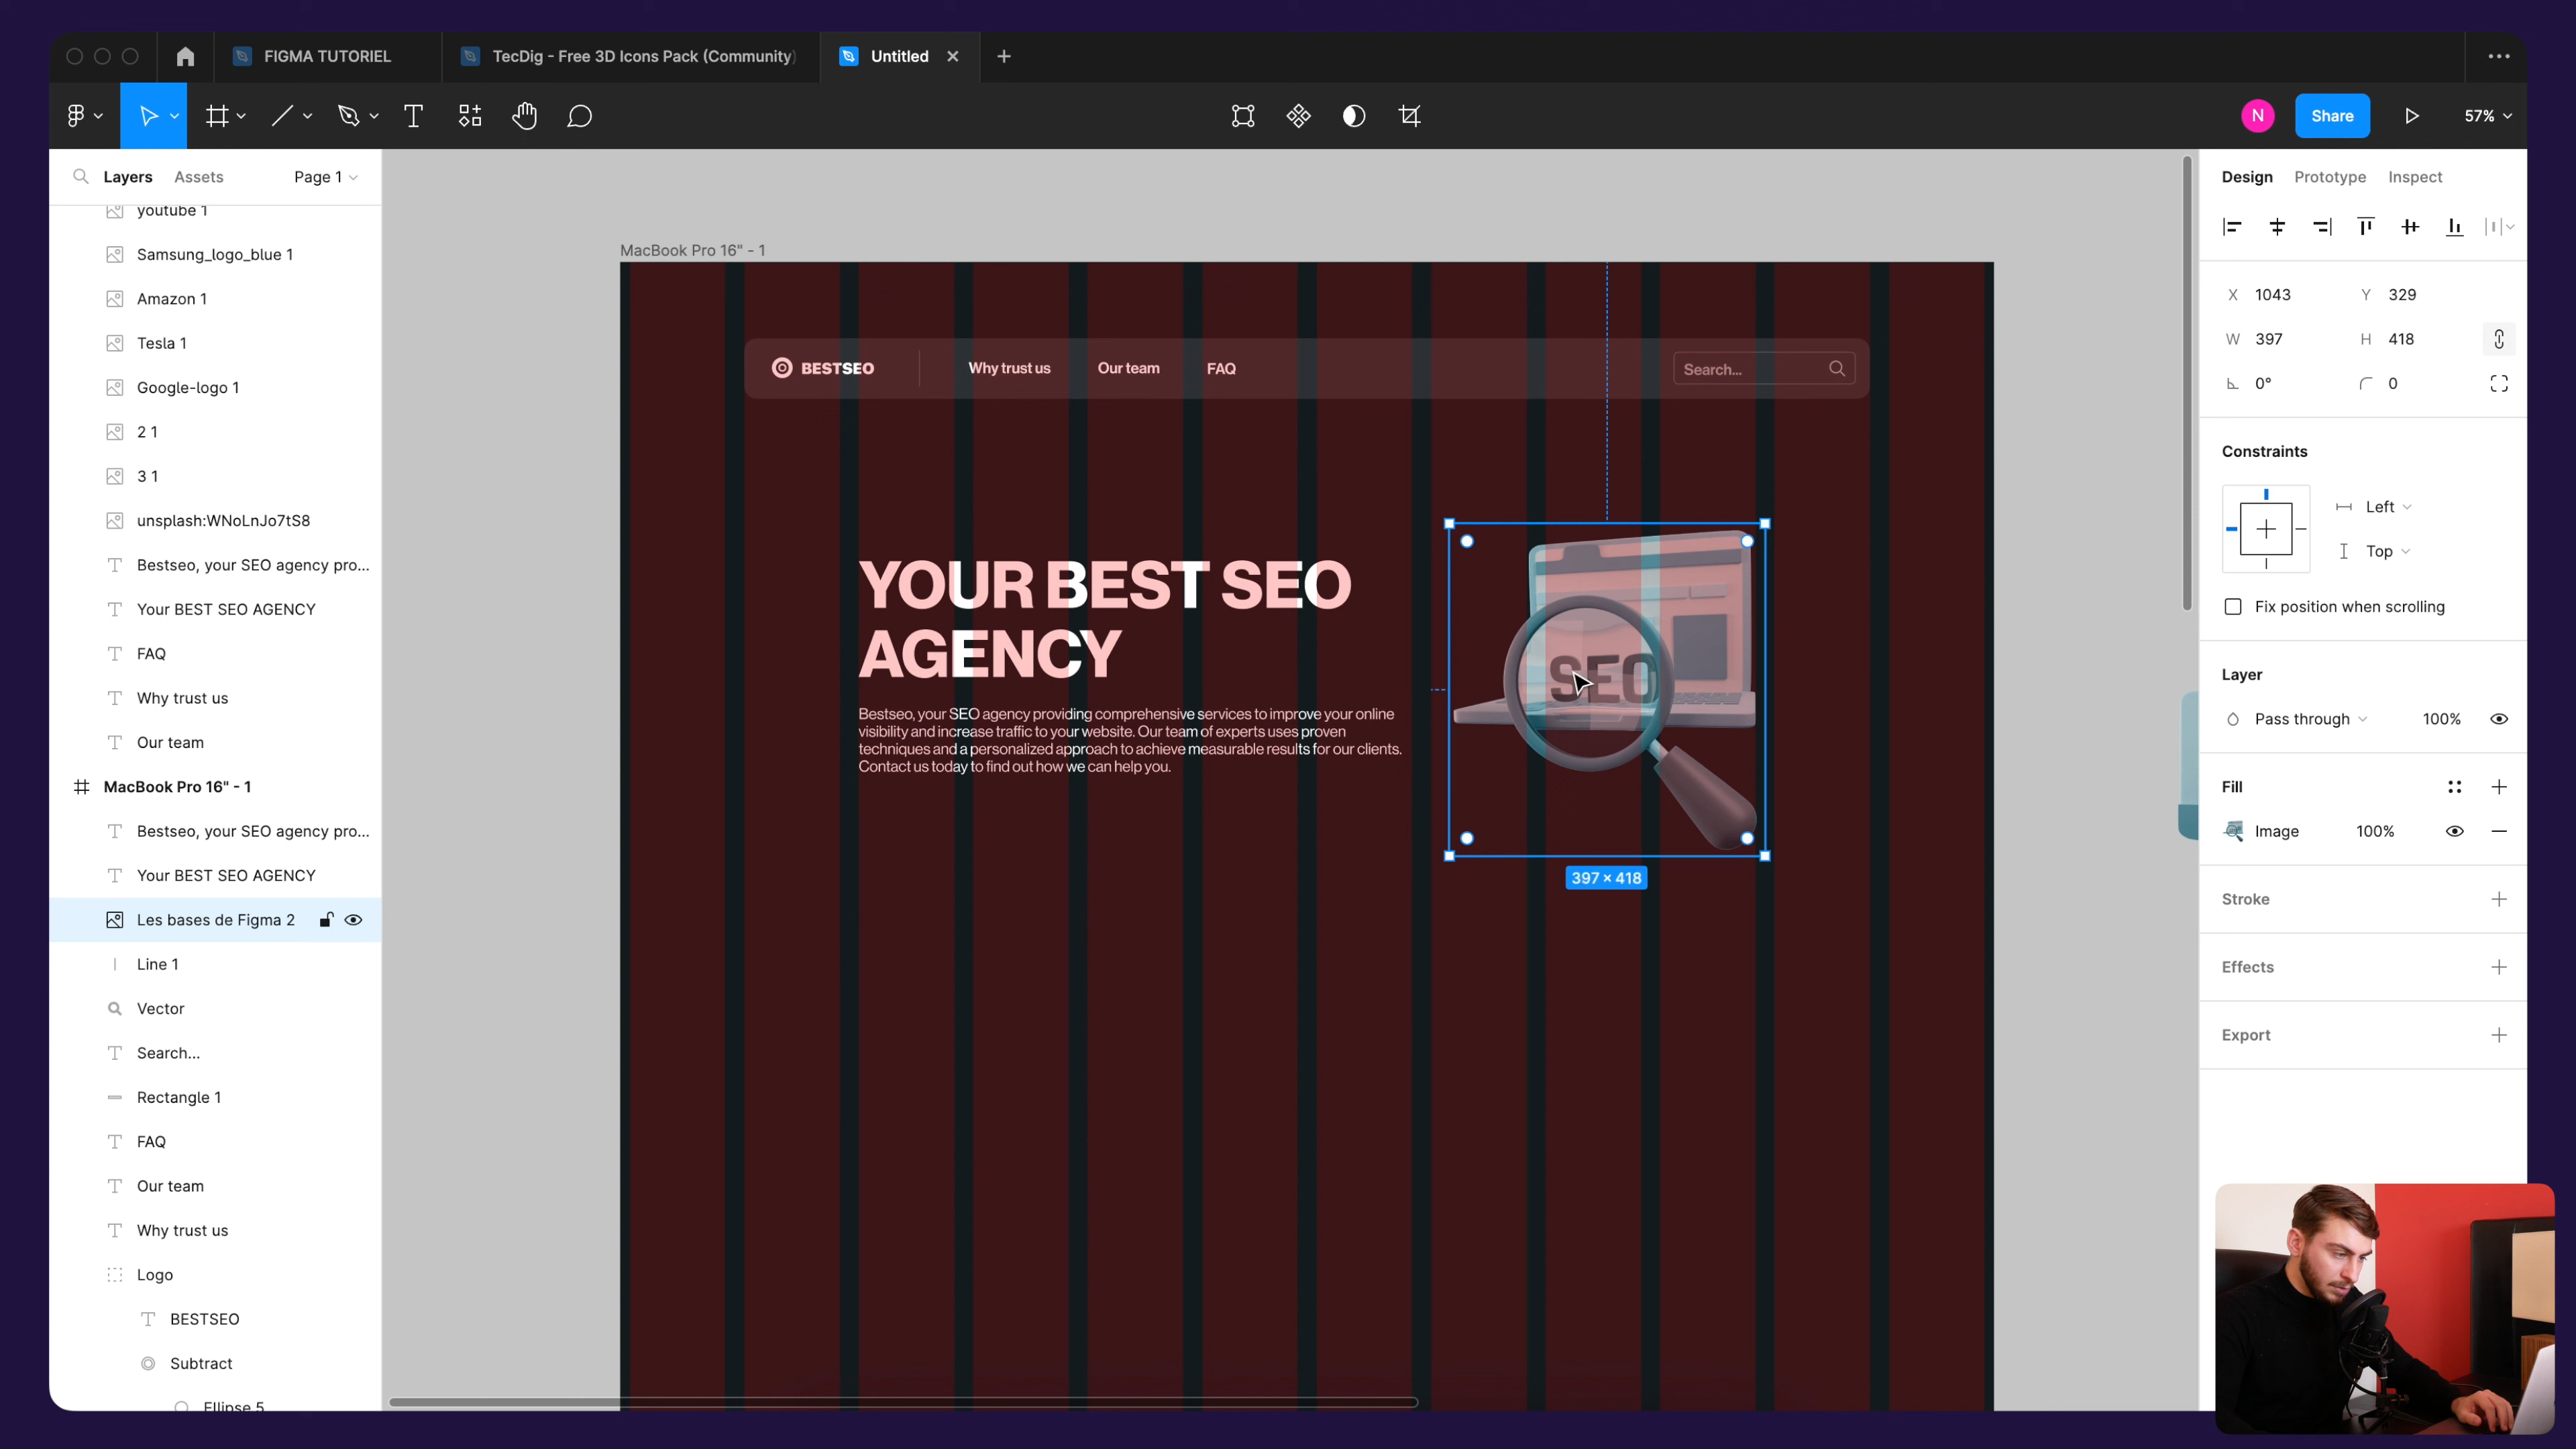 FIGMA TUTORIEL
TecDig - Free 3D Icons Pack (Community)
Untitled
N
Share
57%
Layers
Assets
Page 1
youtube 1
Samsung_logo_blue 1
Amazon 1
Tesla 1
Google-logo 1
2 1
3 1
unsplash:WNoLnJo7tS8
Bestseo, your SEO agency pro...
Your BEST SEO AGENCY
FAQ
Why trust us
Our team
MacBook Pro 16" - 1
Bestseo, your SEO agency pro...
Your BEST SEO AGENCY
Les bases de Figma 2
Line 1
Vector
Search...
Rectangle 1
FAQ
Our team
Why trust us
Logo
BESTSEO
Subtract
Ellipse 5
MacBook Pro 16" - 1
BESTSEO
Why trust us
Our team
FAQ
Search...
YOUR BEST SEO
AGENCY
Bestseo, your SEO agency providing comprehensive services to improve your online
visibility and increase traffic to your website. Our team of experts uses proven
techniques and a personalized approach to achieve measurable results for our clients.
Contact us today to find out how we can help you.
SEO
397 × 418
Design
Prototype
Inspect
X 1043
Y 329
W 397
H 418
0°
0
Constraints
Left
Top
Fix position when scrolling
Layer
Pass through
100%
Fill
Image
100%
Stroke
Effects
Export